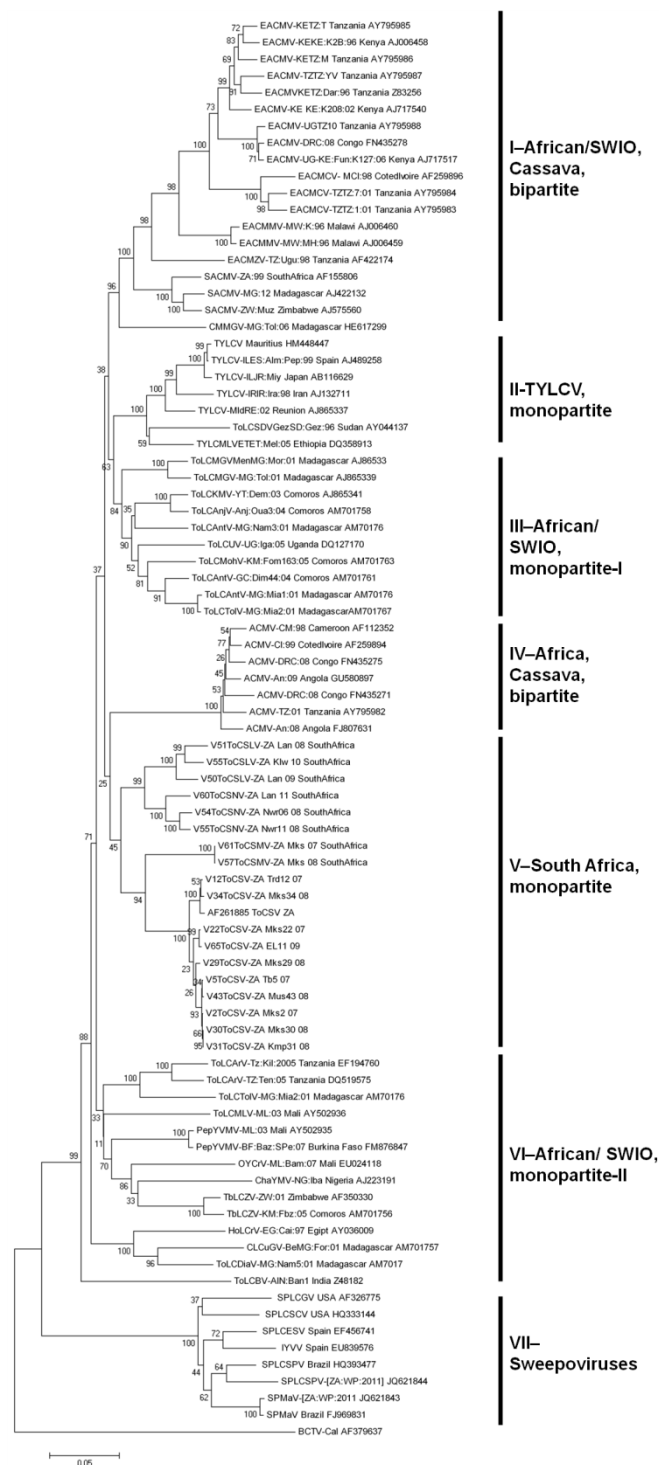 EACMV-KETZ:T Tanzania AY795985
EACMV-KEKE:K2B:96 Kenya AJ006458
EACMV-KETZ:M Tanzania AY795986
EACMV-TZTZ:YV Tanzania AY795987
EACMVKETZ:Dar:96 Tanzania Z83256
EACMV-KE KE:K208:02 Kenya AJ717540
EACMV-UGTZ10 Tanzania AY795988
EACMV-DRC:08 Congo FN435278
EACMV-UG-KE:Fun:K127:06 Kenya AJ717517
EACMCV- MCI:98 CotedIvoire AF259896
EACMCV-TZTZ:7:01 Tanzania AY795984
EACMCV-TZTZ:1:01 Tanzania AY795983
EACMMV-MW:K:96 Malawi AJ006460
EACMMV-MW:MH:96 Malawi AJ006459
EACMZV-TZ:Ugu:98 Tanzania AF422174
SACMV-ZA:99 SouthAfrica AF155806
SACMV-MG:12 Madagascar AJ422132
SACMV-ZW:Muz Zimbabwe AJ575560
CMMGV-MG:Tol:06 Madagascar HE617299
I–African/SWIO,
Cassava,
bipartite
TYLCV Mauritius HM448447
TYLCV-ILES:Alm:Pep:99 Spain AJ489258
TYLCV-ILJR:Miy Japan AB116629
TYLCV-IRIR:Ira:98 Iran AJ132711
TYLCV-MldRE:02 Reunion AJ865337
ToLCSDVGezSD:Gez:96 Sudan AY044137
TYLCMLVETET:Mel:05 Ethiopia DQ358913
II-TYLCV,
monopartite
ToLCMGVMenMG:Mor:01 Madagascar AJ86533
ToLCMGV-MG:Tol:01 Madagascar AJ865339
ToLCKMV-YT:Dem:03 Comoros AJ865341
ToLCAnjV-Anj:Oua3:04 Comoros AM701758
ToLCAntV-MG:Nam3:01 Madagascar AM70176
ToLCUV-UG:Iga:05 Uganda DQ127170
ToLCMohV-KM:Fom163:05 Comoros AM701763
ToLCAntV-GC:Dim44:04 Comoros AM701761
ToLCAntV-MG:Mia1:01 Madagascar AM70176
ToLCTolV-MG:Mia2:01 MadagascarAM701767
III–African/
SWIO,
monopartite-I
ACMV-CM:98 Cameroon AF112352
ACMV-CI:99 CotedIvoire AF259894
ACMV-DRC:08 Congo FN435275
ACMV-An:09 Angola GU580897
ACMV-DRC:08 Congo FN435271
ACMV-TZ:01 Tanzania AY795982
ACMV-An:08 Angola FJ807631
IV–Africa,
Cassava,
bipartite
V51ToCSLV-ZA Lan 08 SouthAfrica
V55ToCSLV-ZA Klw 10 SouthAfrica
V50ToCSLV-ZA Lan 09 SouthAfrica
V60ToCSNV-ZA Lan 11 SouthAfrica
V54ToCSNV-ZA Nwr06 08 SouthAfrica
V55ToCSNV-ZA Nwr11 08 SouthAfrica
V61ToCSMV-ZA Mks 07 SouthAfrica
V57ToCSMV-ZA Mks 08 SouthAfrica
V12ToCSV-ZA Trd12 07
V34ToCSV-ZA Mks34 08
AF261885 ToCSV ZA
V22ToCSV-ZA Mks22 07
V65ToCSV-ZA EL11 09
V29ToCSV-ZA Mks29 08
V5ToCSV-ZA Tb5 07
V43ToCSV-ZA Mus43 08
V2ToCSV-ZA Mks2 07
V30ToCSV-ZA Mks30 08
V31ToCSV-ZA Kmp31 08
V–South Africa,
monopartite
ToLCArV-Tz:Kil:2005 Tanzania EF194760
ToLCArV-TZ:Ten:05 Tanzania DQ519575
ToLCTolV-MG:Mia2:01 Madagascar AM70176
ToLCMLV-ML:03 Mali AY502936
PepYVMV-ML:03 Mali AY502935
PepYVMV-BF:Baz:SPe:07 Burkina Faso FM876847
OYCrV-ML:Bam:07 Mali EU024118
ChaYMV-NG:Iba Nigeria AJ223191
TbLCZV-ZW:01 Zimbabwe AF350330
TbLCZV-KM:Fbz:05 Comoros AM701756
HoLCrV-EG:Cai:97 Egipt AY036009
CLCuGV-BeMG:For:01 Madagascar AM701757
ToLCDiaV-MG:Nam5:01 Madagascar AM7017
ToLCBV-AIN:Ban1 India Z48182
VI–African/ SWIO,
monopartite-II
SPLCGV USA AF326775
SPLCSCV USA HQ333144
SPLCESV Spain EF456741
IYVV Spain EU839576
SPLCSPV Brazil HQ393477
SPLCSPV-[ZA:WP:2011] JQ621844
SPMaV-[ZA:WP:2011 JQ621843
SPMaV Brazil FJ969831
BCTV-Cal AF379637
VII–
Sweepoviruses
0.05